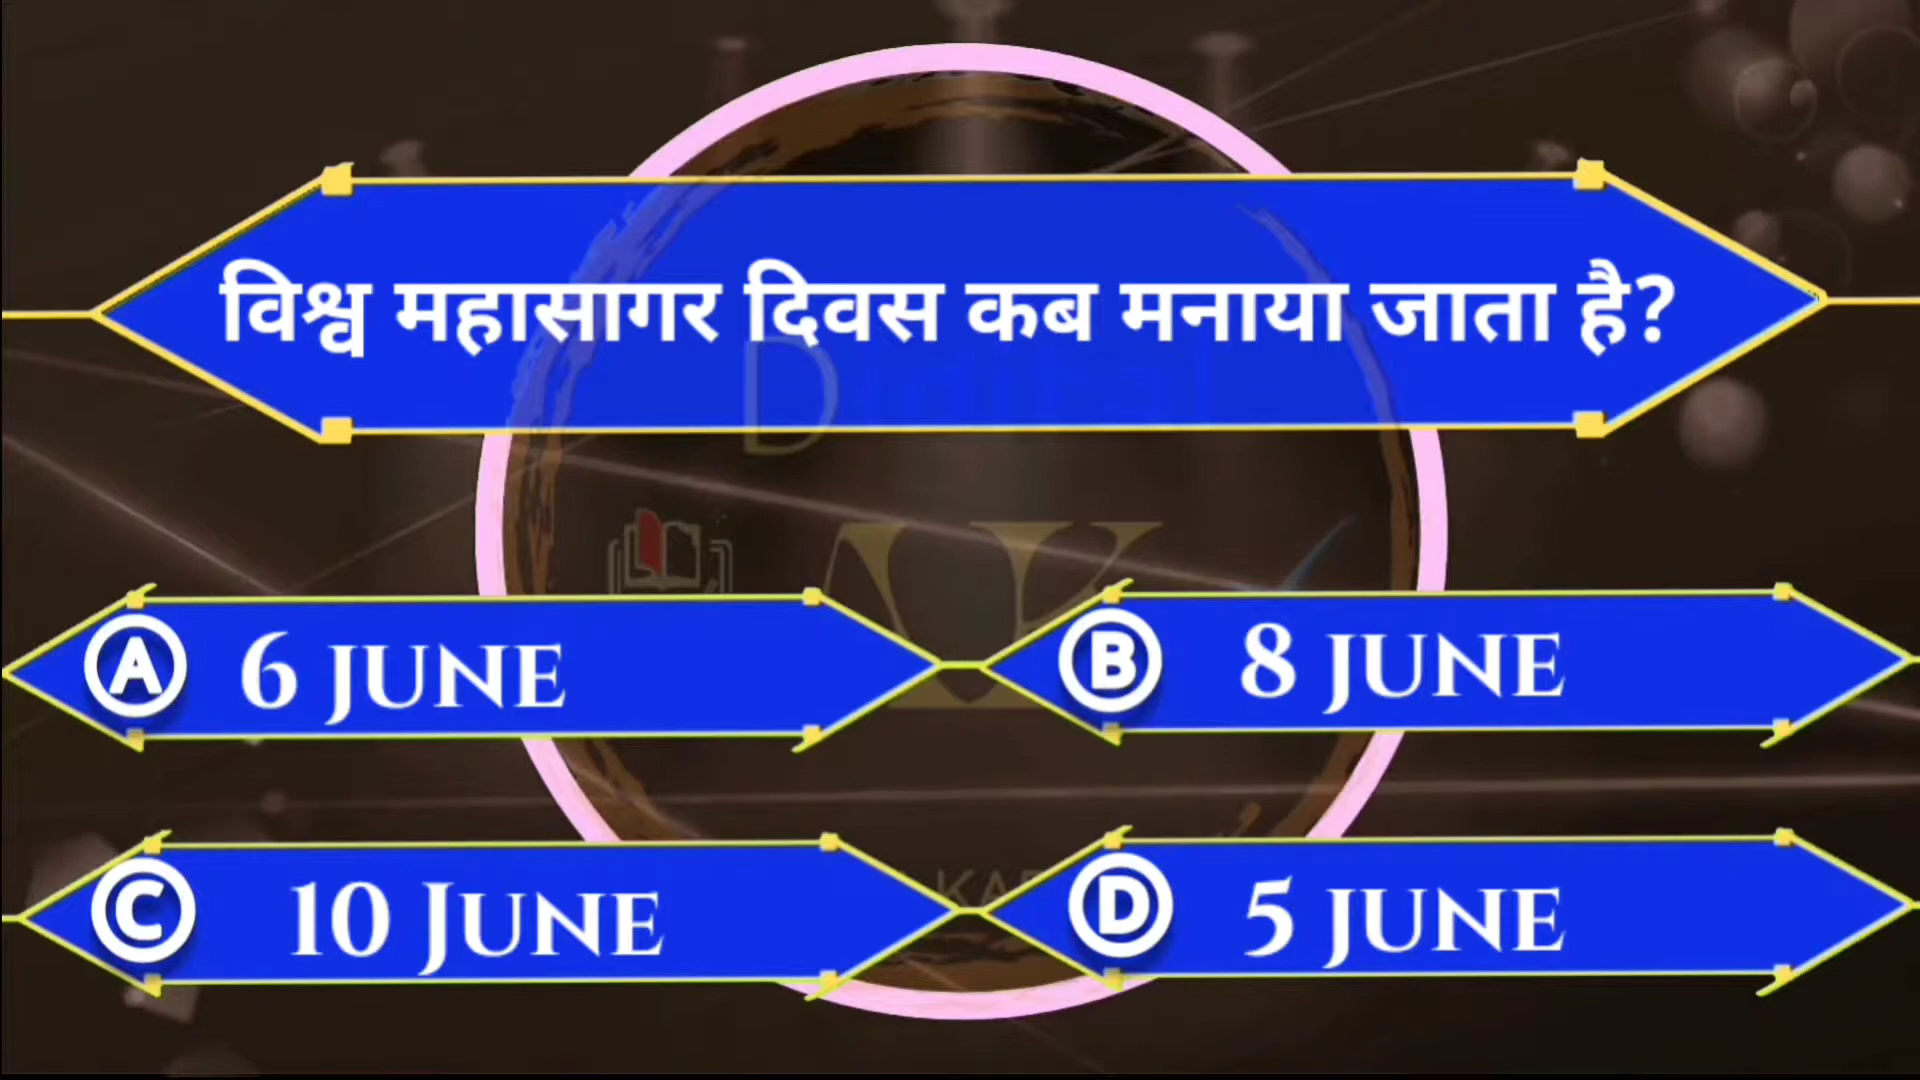 विश्व महासागर दिवस कब मनाया जाता है?
A 6 JUNE
B 8 JUNE
C 10 JUNE
D 5 JUNE